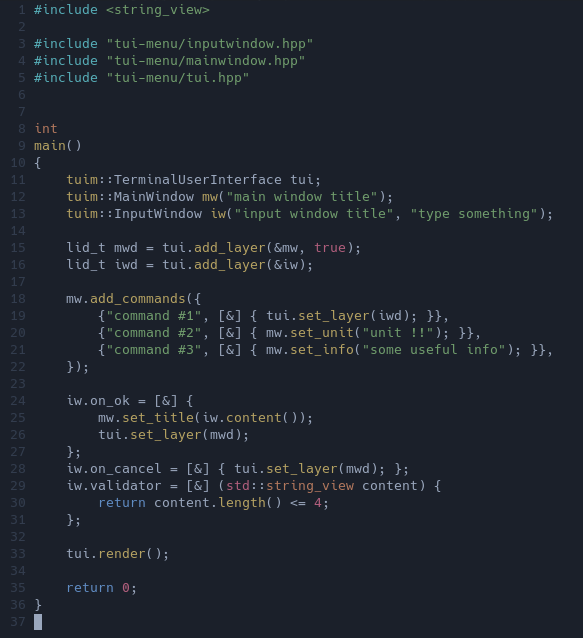 1 #include <string_view>
2
3 #include "tui-menu/inputwindow.hpp"
4 #include "tui-menu/mainwindow.hpp"
5 #include "tui-menu/tui.hpp"
6
7
8 int
9 main()
10 {
11     tuim::TerminalUserInterface tui;
12     tuim::MainWindow mw("main window title");
13     tuim::InputWindow iw("input window title", "type something");
14
15     lid_t mwd = tui.add_layer(&mw, true);
16     lid_t iwd = tui.add_layer(&iw);
17
18     mw.add_commands({
19         {"command #1", [&] { tui.set_layer(iwd); }},
20         {"command #2", [&] { mw.set_unit("unit !!"); }},
21         {"command #3", [&] { mw.set_info("some useful info"); }},
22     });
23
24     iw.on_ok = [&] {
25         mw.set_title(iw.content());
26         tui.set_layer(mwd);
27     };
28     iw.on_cancel = [&] { tui.set_layer(mwd); };
29     iw.validator = [&] (std::string_view content) {
30         return content.length() <= 4;
31     };
32
33     tui.render();
34
35     return 0;
36 }
37